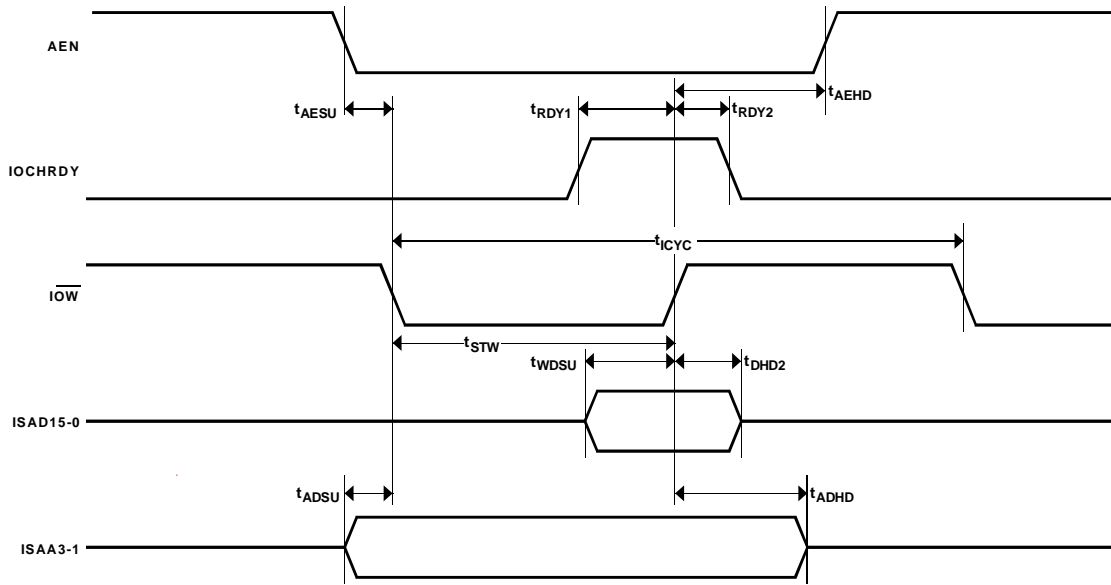 AEN
tAESU
tRDY1
tRDY2
tAEHD
IOCHRDY
tICYC
IOW
tSTW
tWDSU
tDHD2
ISAD15-0
tADSU
tADHD
ISAA3-1